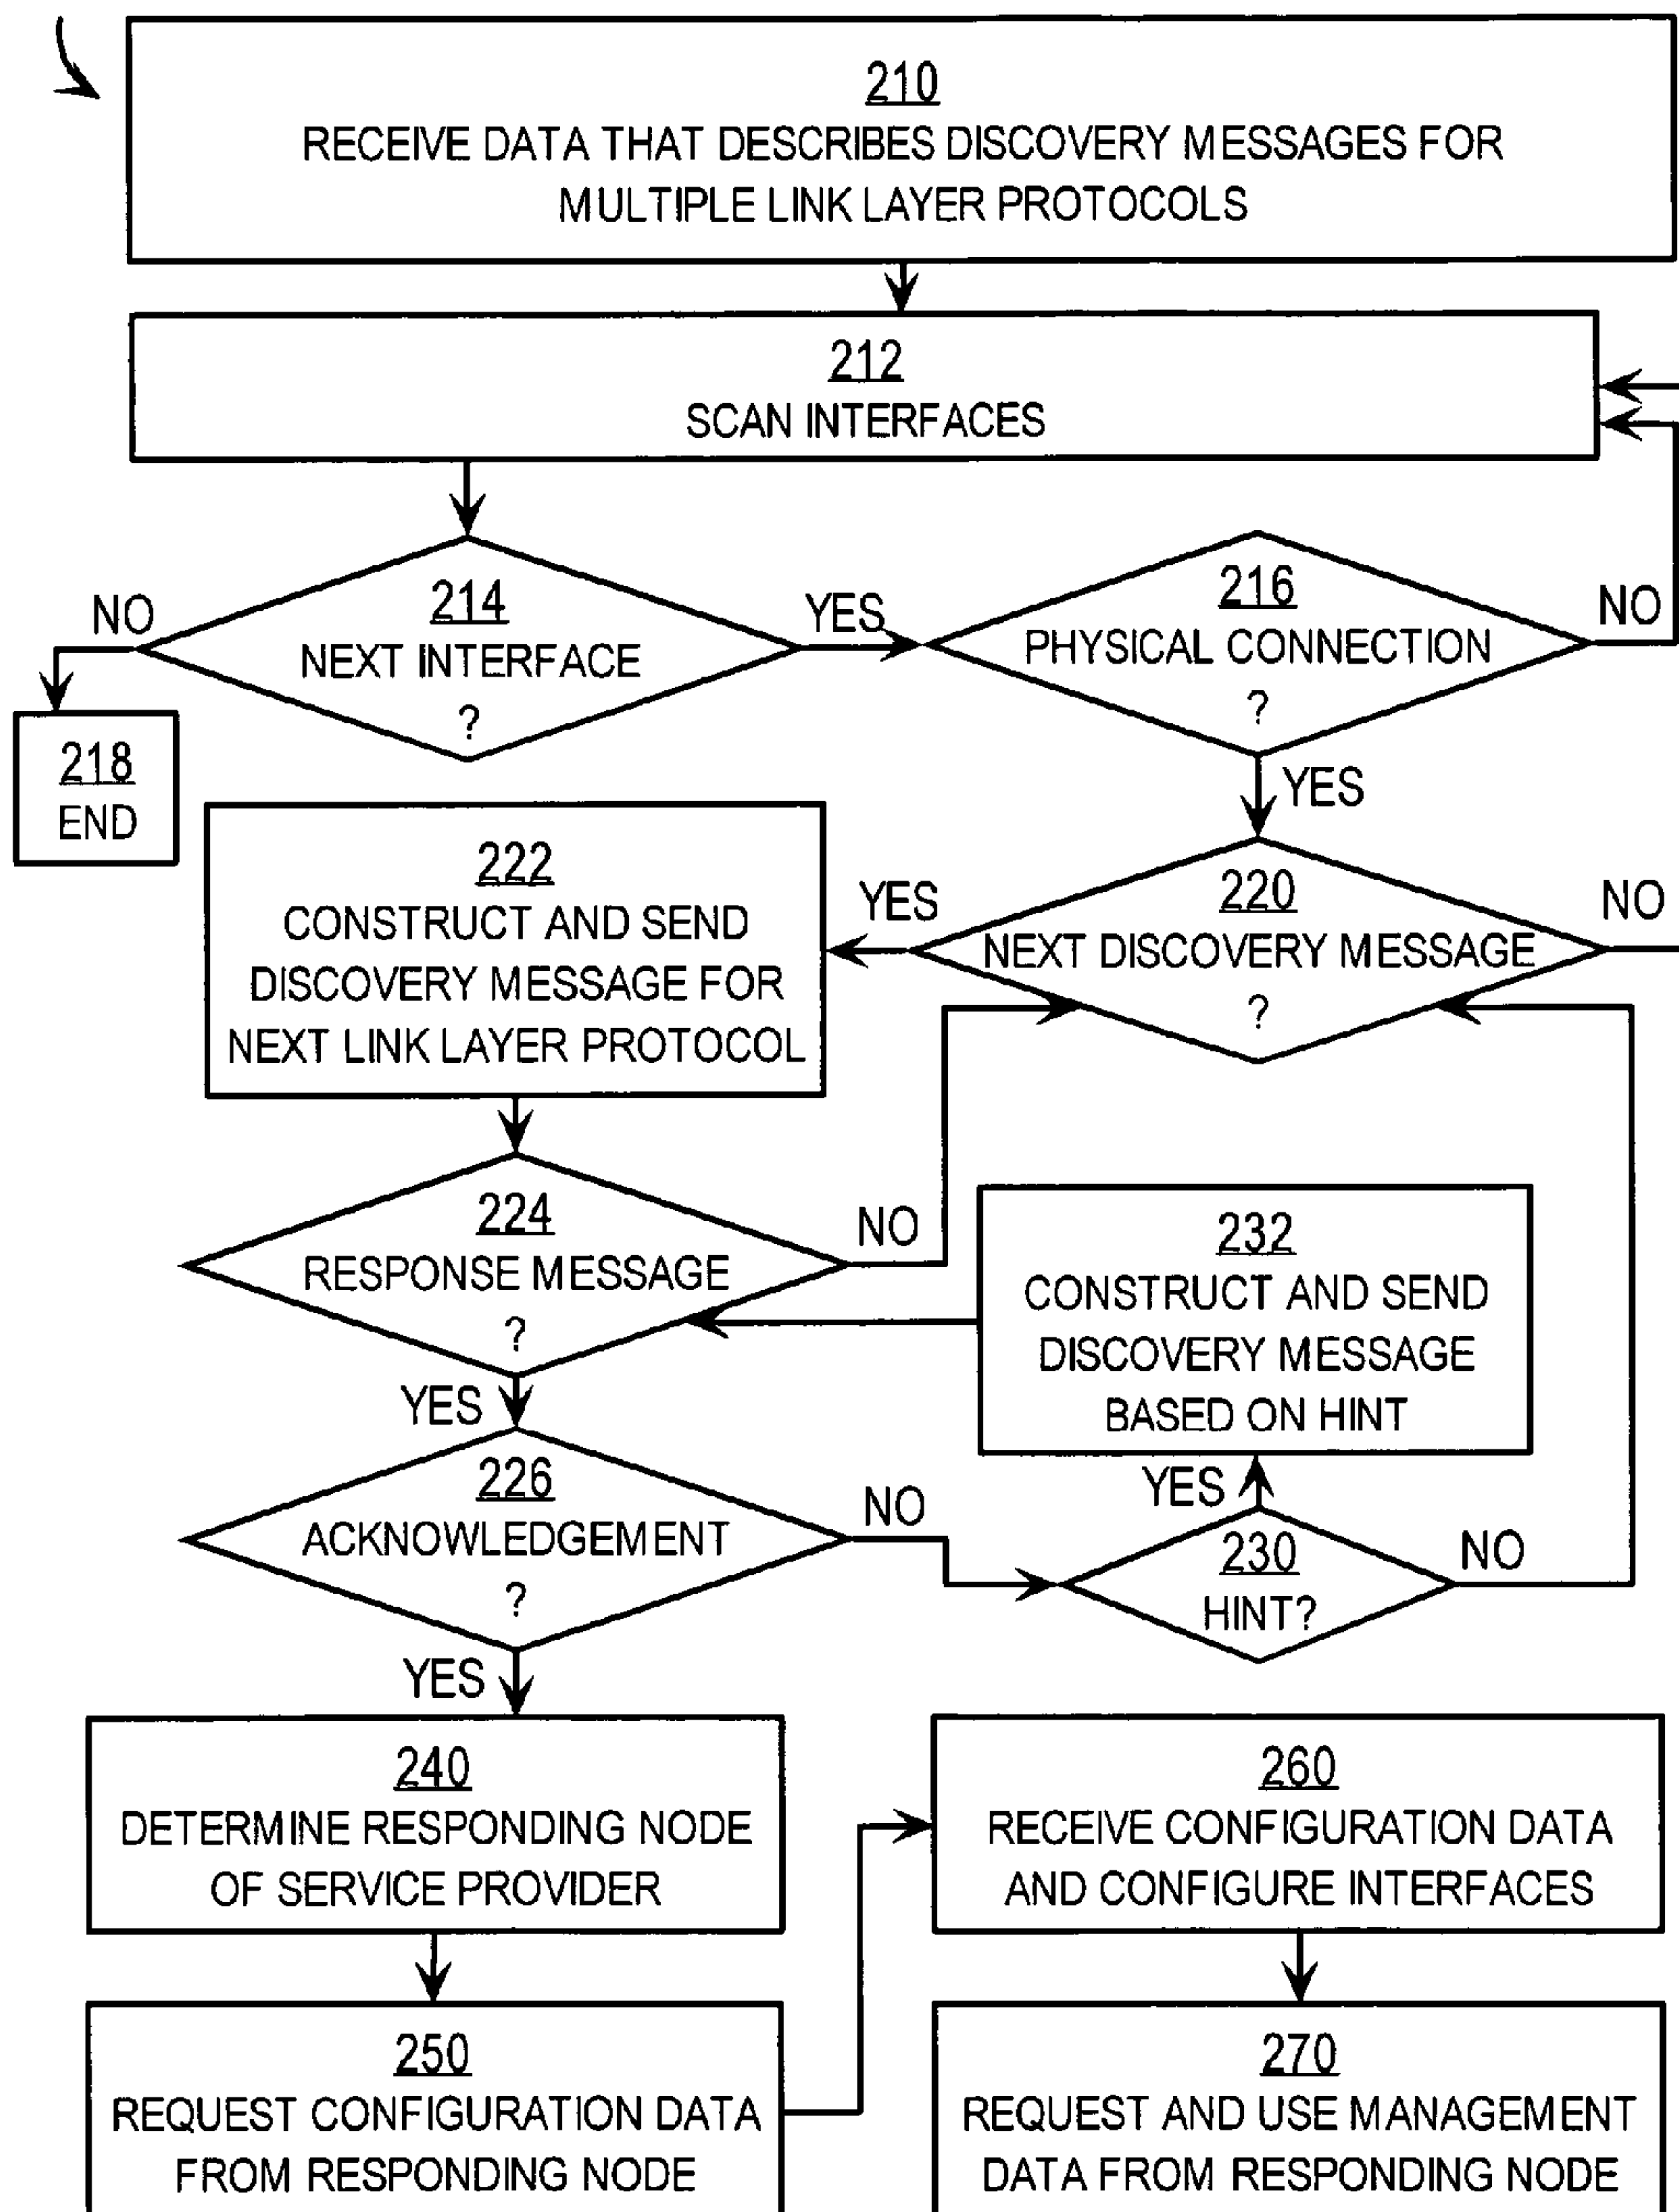 210
RECEIVE DATA THAT DESCRIBES DISCOVERY MESSAGES FOR
MULTIPLE LINK LAYER PROTOCOLS
212
SCAN INTERFACES
214
NEXT INTERFACE
?
NO
YES
216
PHYSICAL CONNECTION
?
NO
YES
218
END
220
NEXT DISCOVERY MESSAGE
?
YES
NO
222
CONSTRUCT AND SEND
DISCOVERY MESSAGE FOR
NEXT LINK LAYER PROTOCOL
224
RESPONSE MESSAGE
?
NO
YES
232
CONSTRUCT AND SEND
DISCOVERY MESSAGE
BASED ON HINT
226
ACKNOWLEDGEMENT
?
NO
YES
230
HINT?
YES
NO
240
DETERMINE RESPONDING NODE
OF SERVICE PROVIDER
250
REQUEST CONFIGURATION DATA
FROM RESPONDING NODE
260
RECEIVE CONFIGURATION DATA
AND CONFIGURE INTERFACES
270
REQUEST AND USE MANAGEMENT
DATA FROM RESPONDING NODE